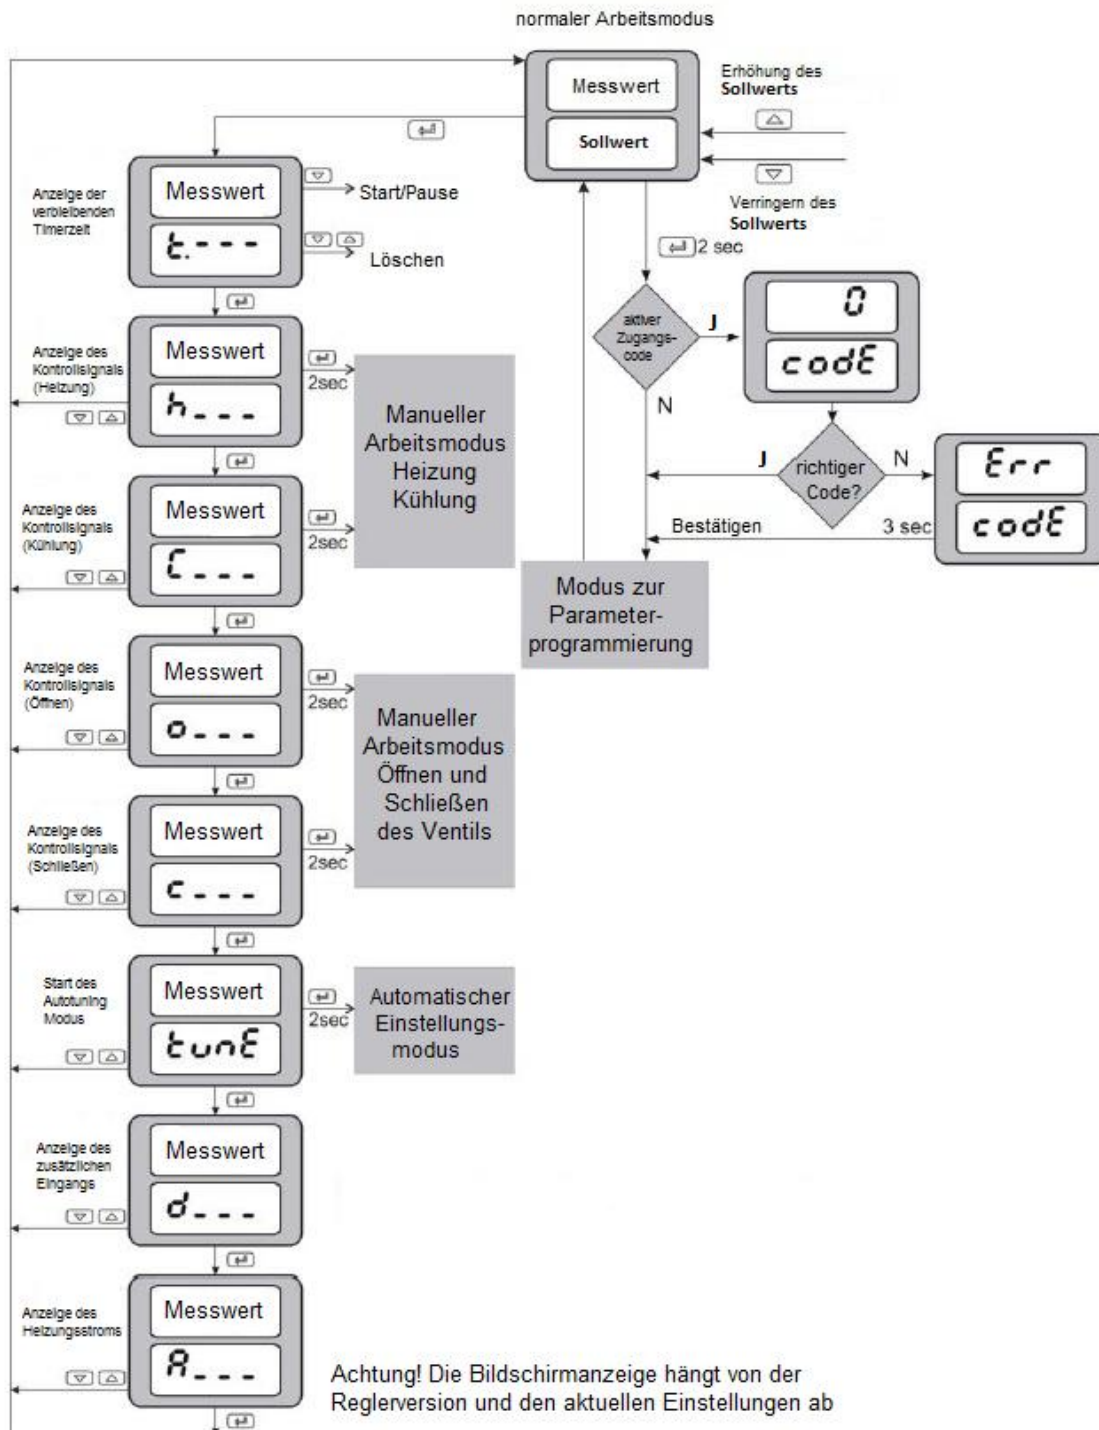 normaler Arbeitsmodus
Messwert
Sollwert
Erhöhung des
Sollwerts
Verringern des
Sollwerts
Anzeige der
verbleibenden
Timerzeit
Messwert
t.---
Start/Pause
Löschen
2 sec
aktiver
Zugangs-
code
J
N
0
codE
richtiger
Code?
J
N
Err
codE
Bestätigen
3 sec
Modus zur
Parameter-
programmierung
Anzeige des
Kontrollsignals
(Heizung)
Messwert
h---
2sec
Manueller
Arbeitsmodus
Heizung
Kühlung
Anzeige des
Kontrollsignals
(Kühlung)
Messwert
C---
2sec
Anzeige des
Kontrollsignals
(Öffnen)
Messwert
o---
2sec
Manueller
Arbeitsmodus
Öffnen und
Schließen
des Ventils
Anzeige des
Kontrollsignals
(Schließen)
Messwert
c---
2sec
Start des
Autotuning
Modus
Messwert
tunE
2sec
Automatischer
Einstellungs-
modus
Anzeige des
zusätzlichen
Eingangs
Messwert
d---
Anzeige des
Heizungsstroms
Messwert
A---
Achtung! Die Bildschirmanzeige hängt von der
Reglerversion und den aktuellen Einstellungen ab